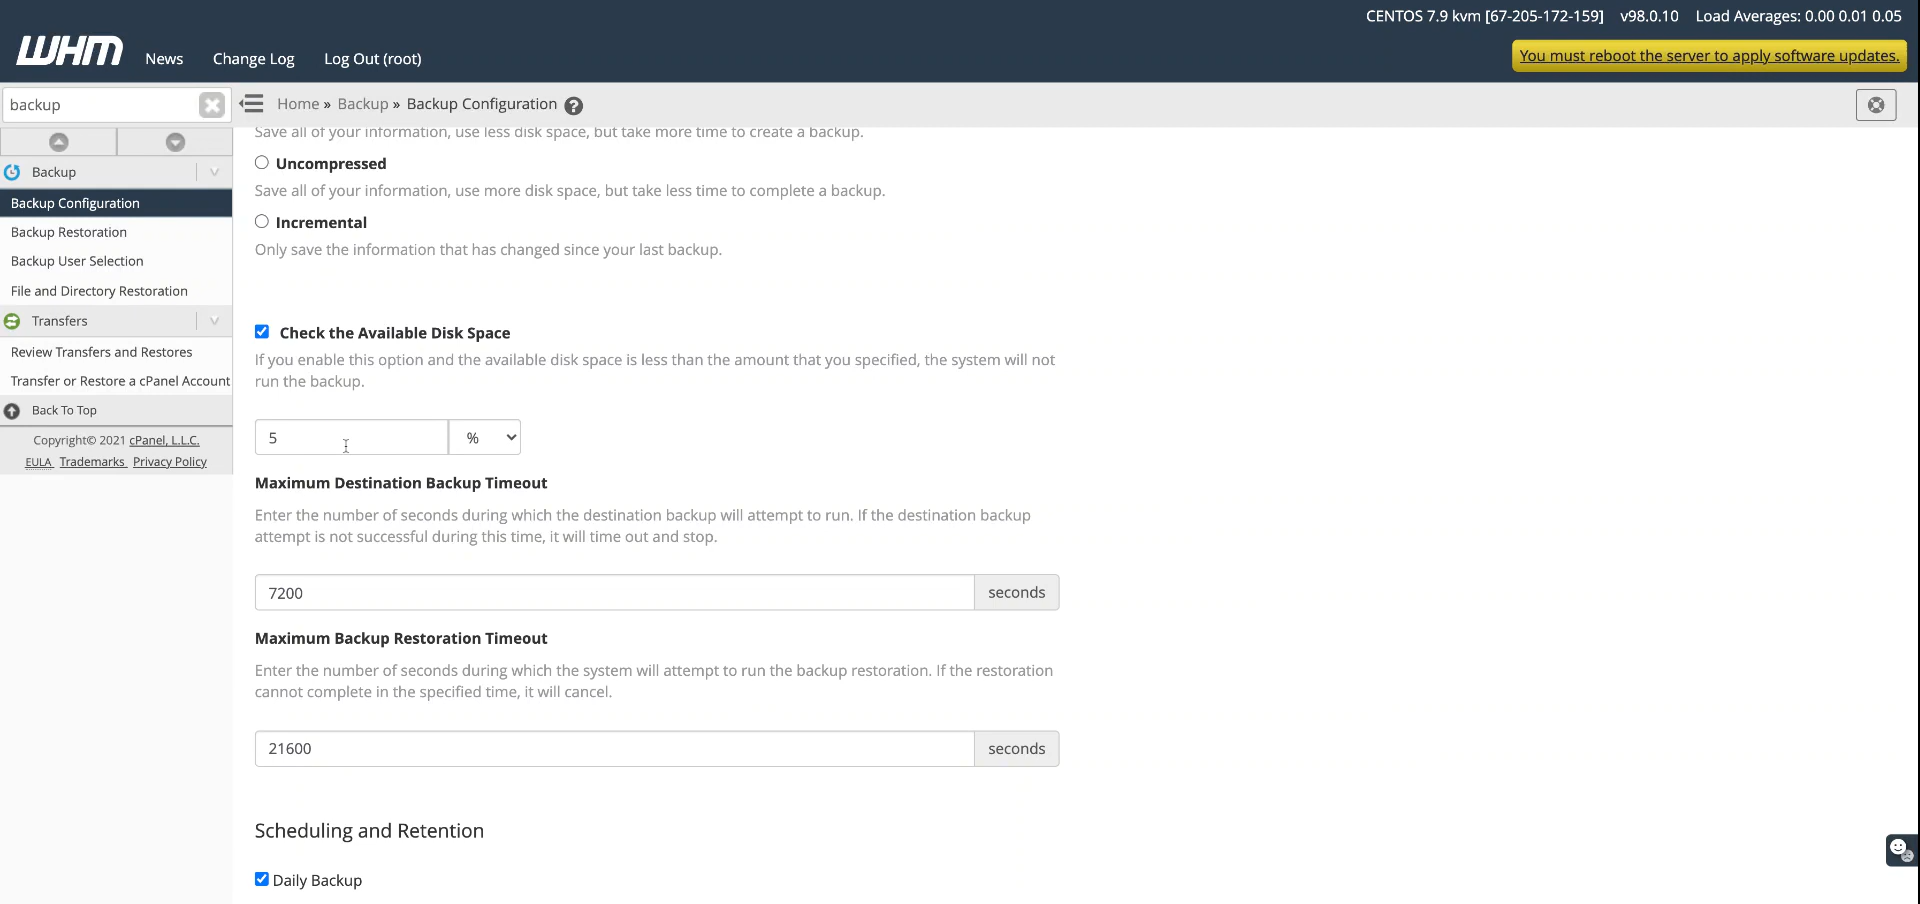 CENTOS 7.9 kvm [67-205-172-159] v98.0.10 Load Averages: 0.00 0.01 0.05
WHM News Change Log Log Out (root)
You must reboot the server to apply software updates.
backup
Home » Backup » Backup Configuration ?
Backup
Backup Configuration
Backup Restoration
Backup User Selection
File and Directory Restoration
Transfers
Review Transfers and Restores
Transfer or Restore a cPanel Account
Back To Top
Copyright© 2021 cPanel, L.L.C.
EULA Trademarks Privacy Policy
Save all of your information, use less disk space, but take more time to create a backup.
Uncompressed
Save all of your information, use more disk space, but take less time to complete a backup.
Incremental
Only save the information that has changed since your last backup.
Check the Available Disk Space
If you enable this option and the available disk space is less than the amount that you specified, the system will not
run the backup.
5 %
Maximum Destination Backup Timeout
Enter the number of seconds during which the destination backup will attempt to run. If the destination backup
attempt is not successful during this time, it will time out and stop.
7200 seconds
Maximum Backup Restoration Timeout
Enter the number of seconds during which the system will attempt to run the backup restoration. If the restoration
cannot complete in the specified time, it will cancel.
21600 seconds
Scheduling and Retention
Daily Backup